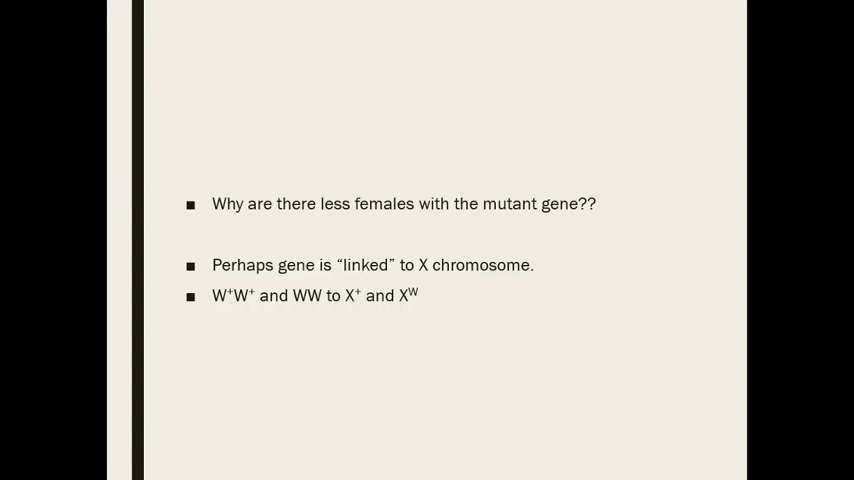 ■ Why are there less females with the mutant gene??
■ Perhaps gene is “linked” to X chromosome.
■ W⁺W⁺ and WW to X⁺ and Xᵂ